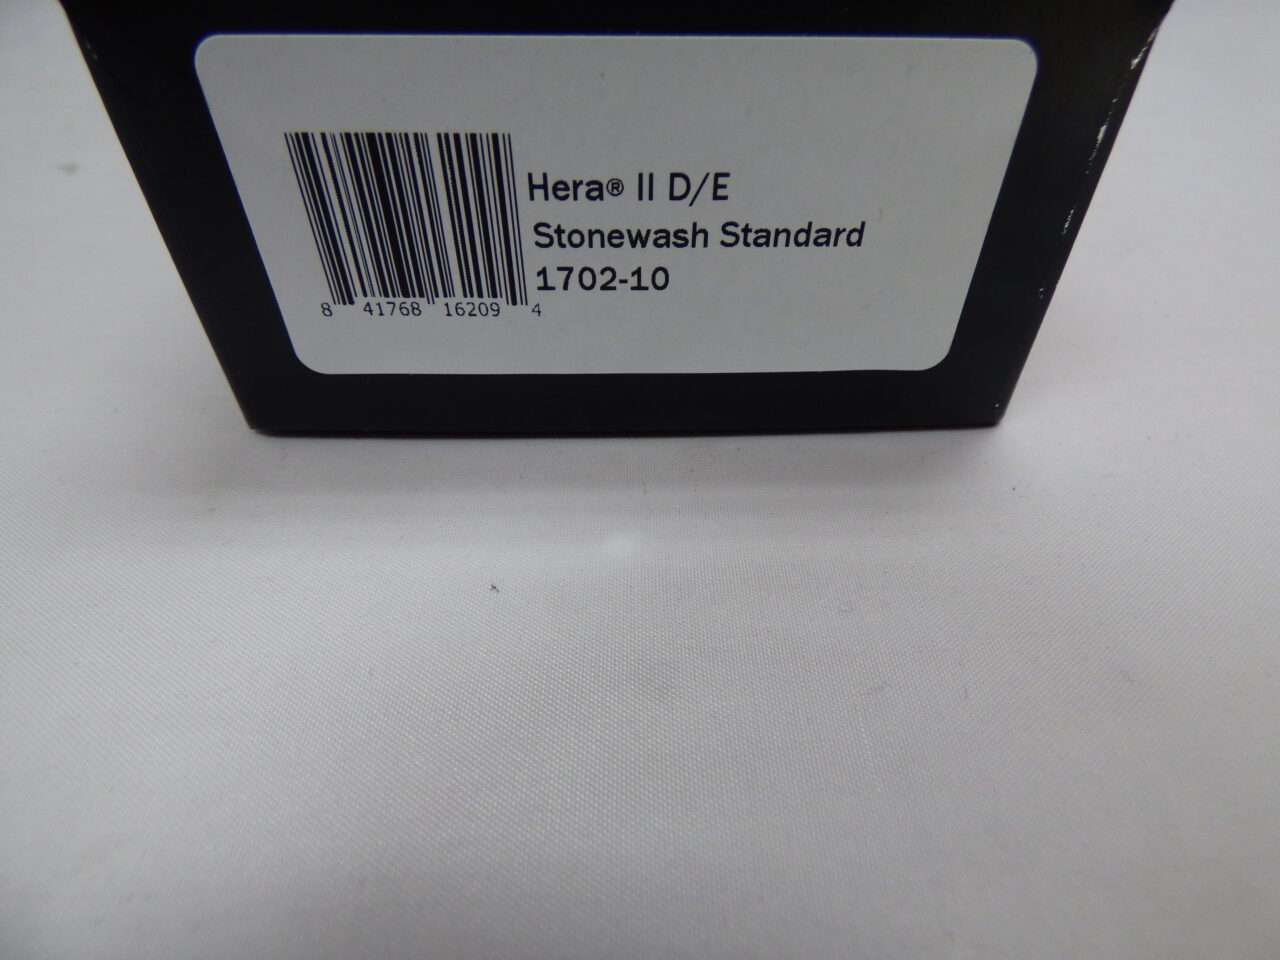 Hera® II D/E
Stonewash Standard
1702-10
8 41768 16209 4